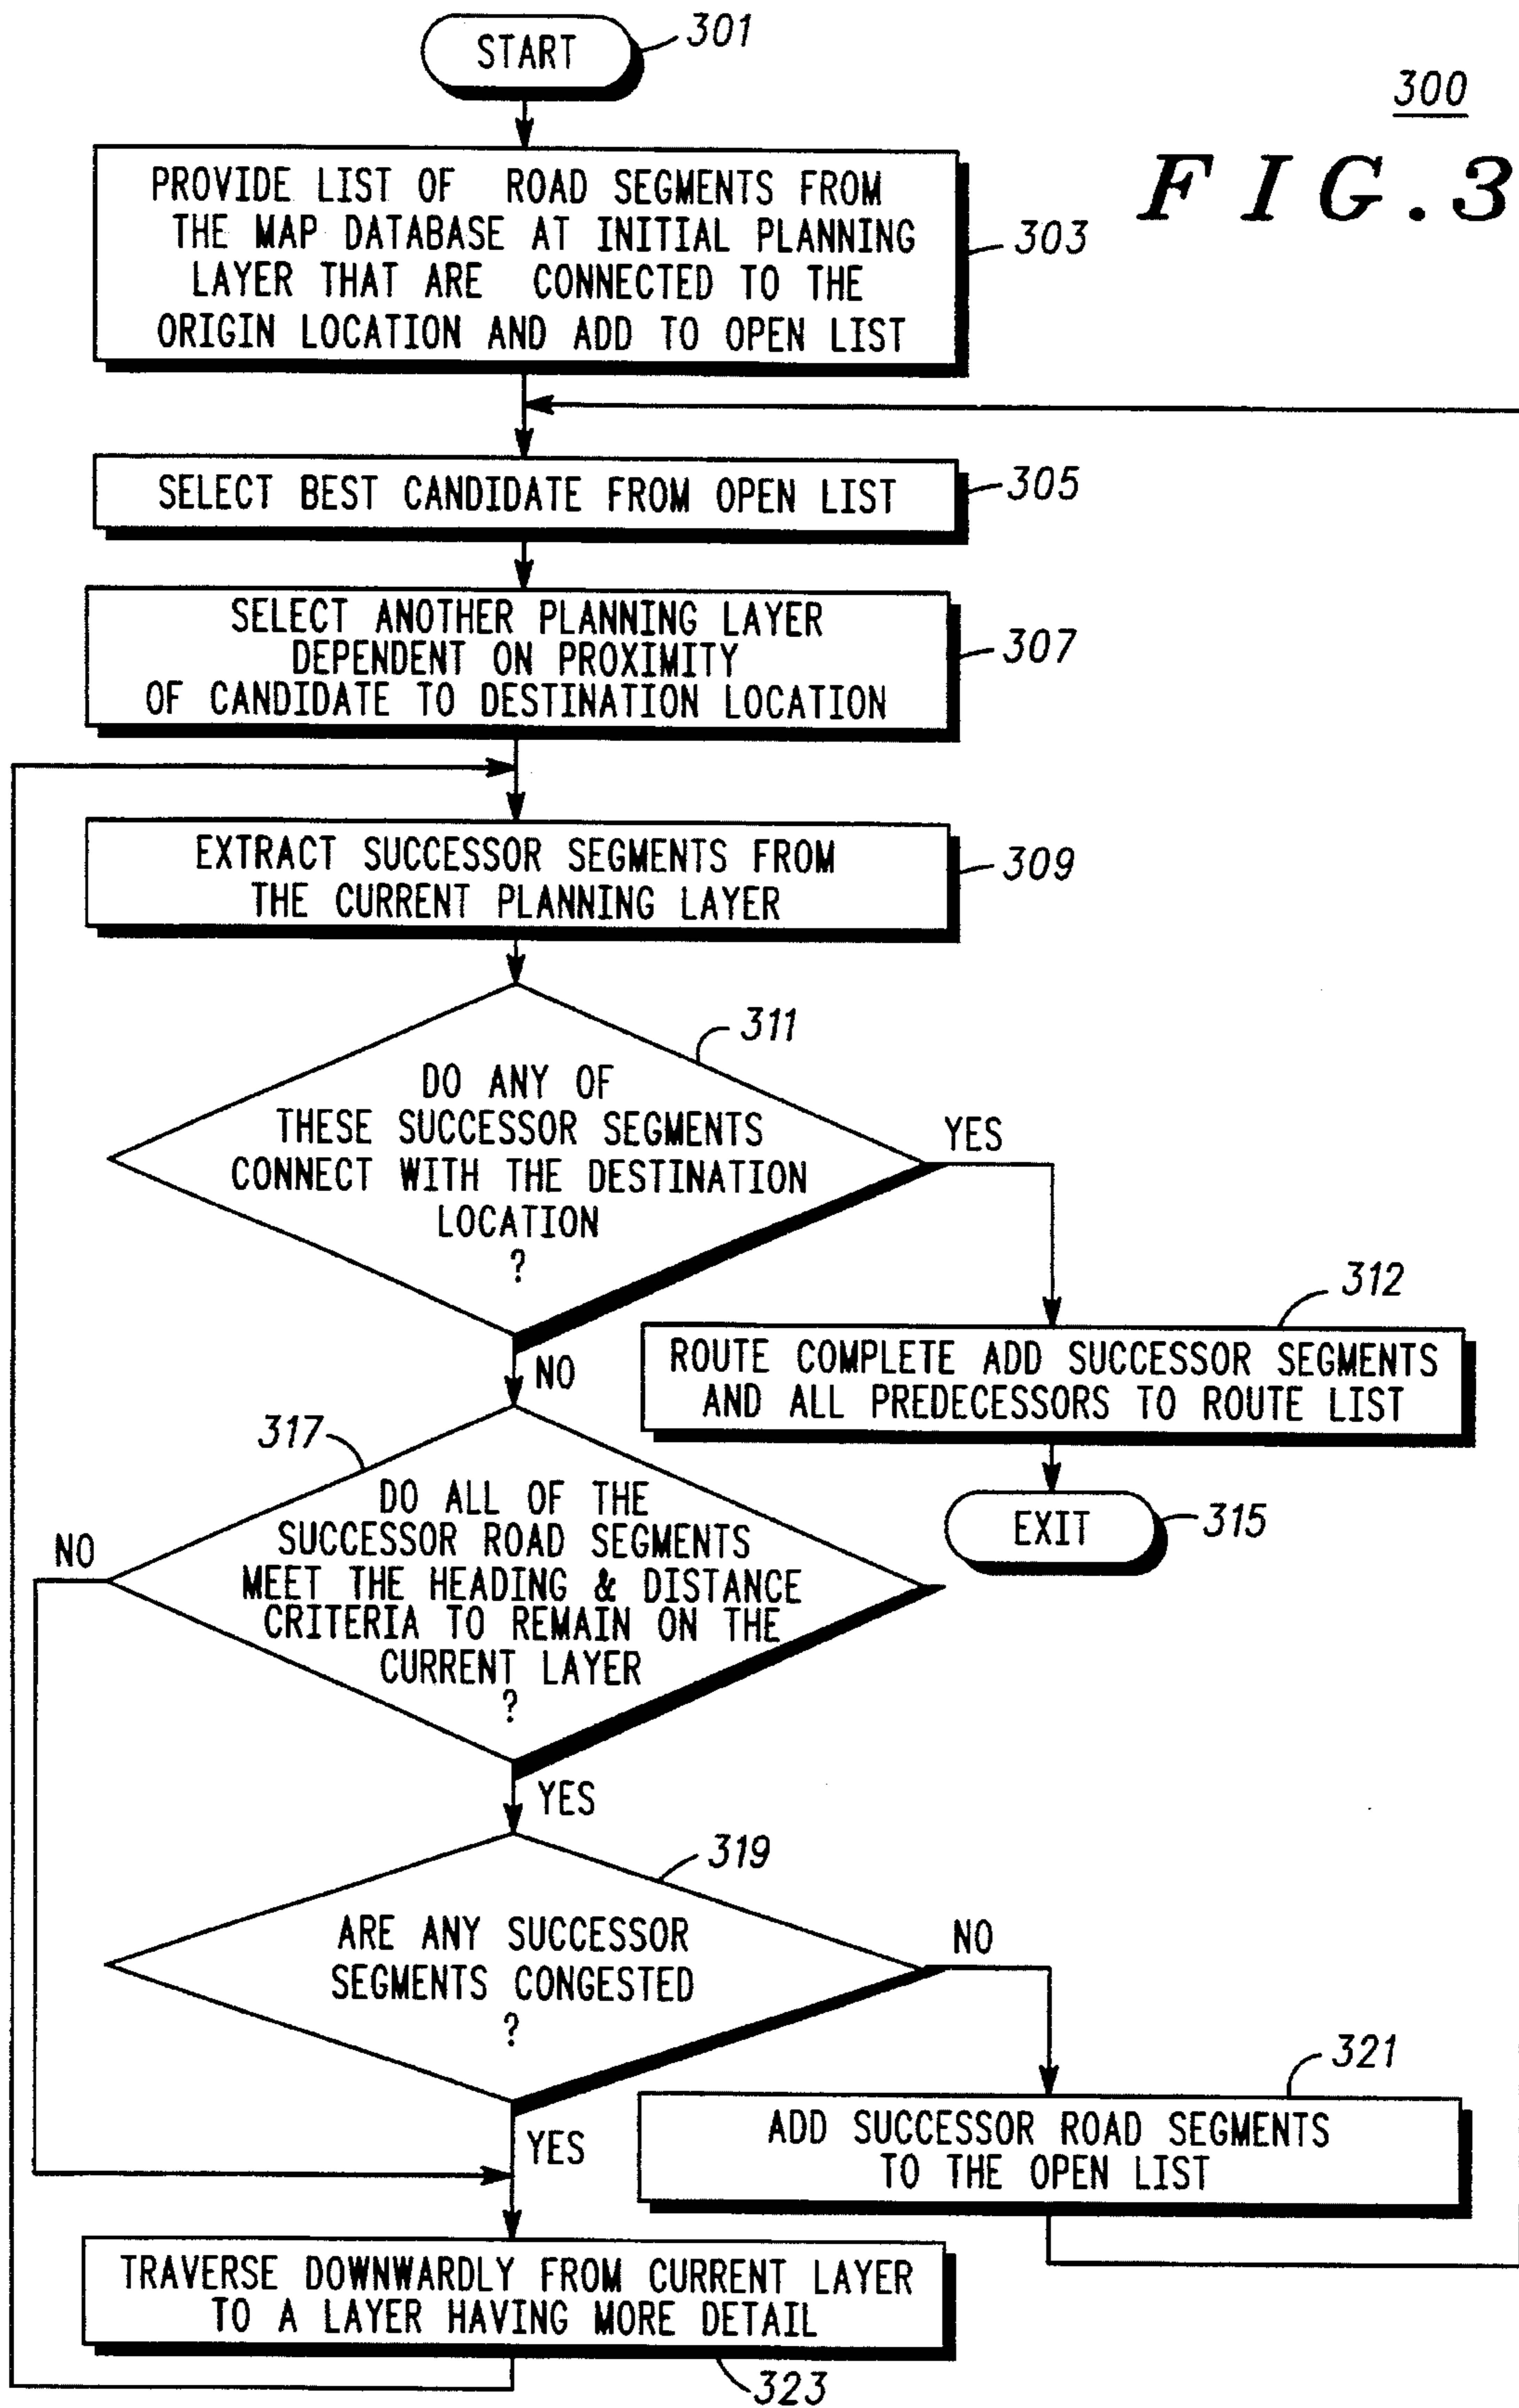 START
301
300
FIG.3
PROVIDE LIST OF ROAD SEGMENTS FROM
THE MAP DATABASE AT INITIAL PLANNING
LAYER THAT ARE CONNECTED TO THE
ORIGIN LOCATION AND ADD TO OPEN LIST
303
SELECT BEST CANDIDATE FROM OPEN LIST
305
SELECT ANOTHER PLANNING LAYER
DEPENDENT ON PROXIMITY
OF CANDIDATE TO DESTINATION LOCATION
307
EXTRACT SUCCESSOR SEGMENTS FROM
THE CURRENT PLANNING LAYER
309
311
DO ANY OF
THESE SUCCESSOR SEGMENTS
CONNECT WITH THE DESTINATION
LOCATION
?
YES
NO
312
ROUTE COMPLETE ADD SUCCESSOR SEGMENTS
AND ALL PREDECESSORS TO ROUTE LIST
EXIT
315
317
DO ALL OF THE
SUCCESSOR ROAD SEGMENTS
MEET THE HEADING & DISTANCE
CRITERIA TO REMAIN ON THE
CURRENT LAYER
?
NO
YES
319
ARE ANY SUCCESSOR
SEGMENTS CONGESTED
?
NO
YES
321
ADD SUCCESSOR ROAD SEGMENTS
TO THE OPEN LIST
TRAVERSE DOWNWARDLY FROM CURRENT LAYER
TO A LAYER HAVING MORE DETAIL
323